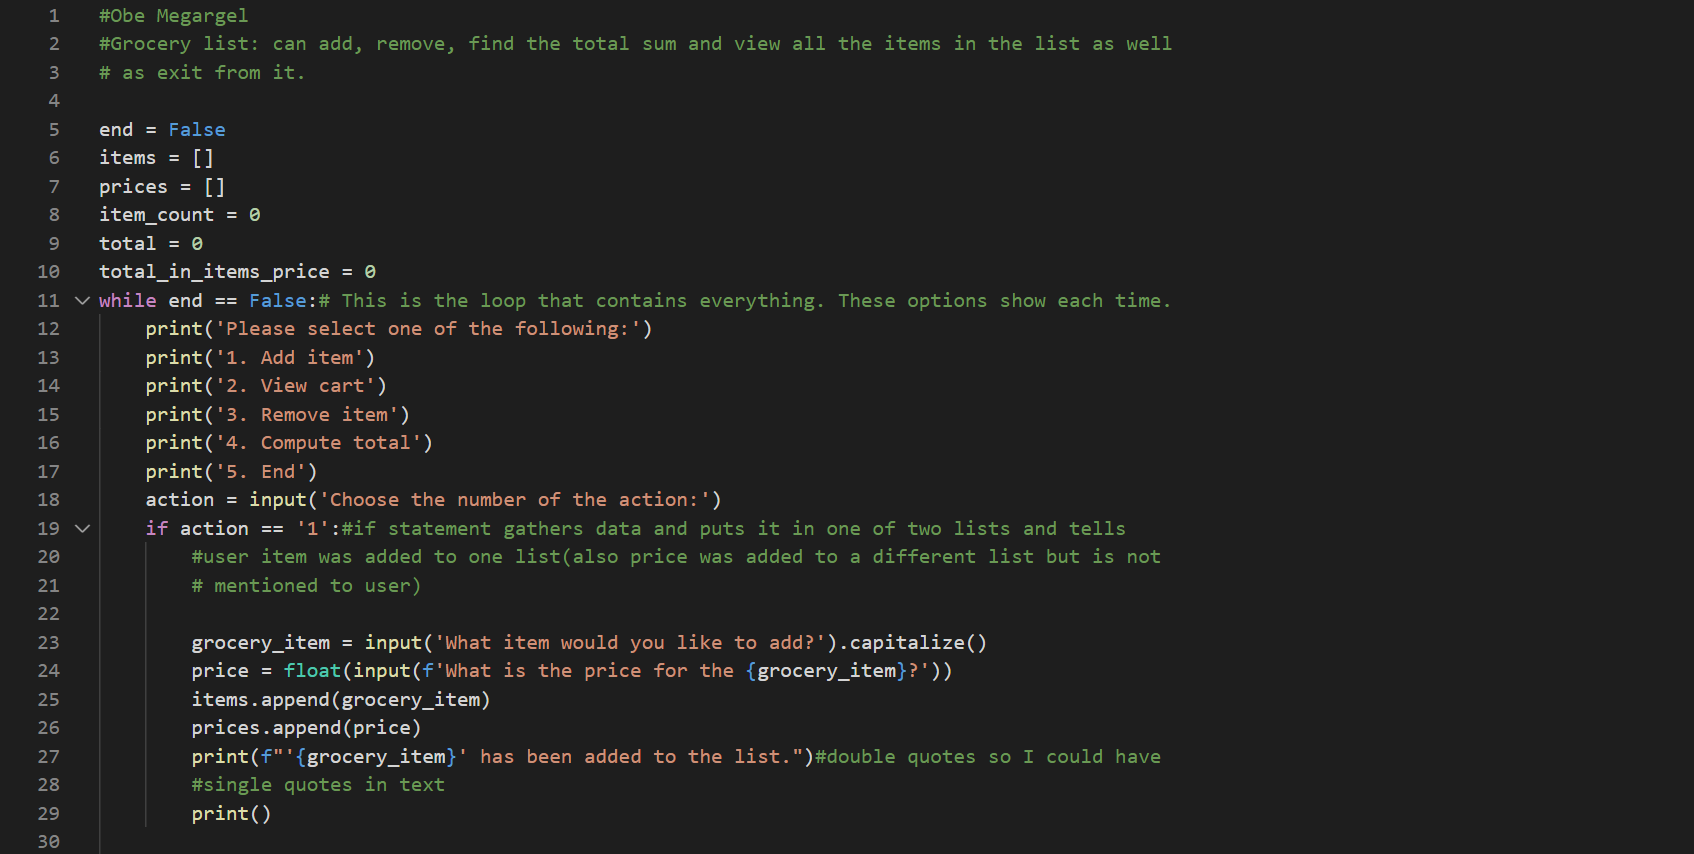 1 #Obe Megargel
2 #Grocery list: can add, remove, find the total sum and view all the items in the list as well
3 # as exit from it.
4
5 end = False
6 items = []
7 prices = []
8 item_count = 0
9 total = 0
10 total_in_items_price = 0
11 while end == False:# This is the loop that contains everything. These options show each time.
12     print('Please select one of the following:')
13     print('1. Add item')
14     print('2. View cart')
15     print('3. Remove item')
16     print('4. Compute total')
17     print('5. End')
18     action = input('Choose the number of the action:')
19     if action == '1':#if statement gathers data and puts it in one of two lists and tells
20         #user item was added to one list(also price was added to a different list but is not
21         # mentioned to user)
22
23         grocery_item = input('What item would you like to add?').capitalize()
24         price = float(input(f'What is the price for the {grocery_item}?'))
25         items.append(grocery_item)
26         prices.append(price)
27         print(f"'{grocery_item}' has been added to the list.")#double quotes so I could have
28         #single quotes in text
29         print()
30